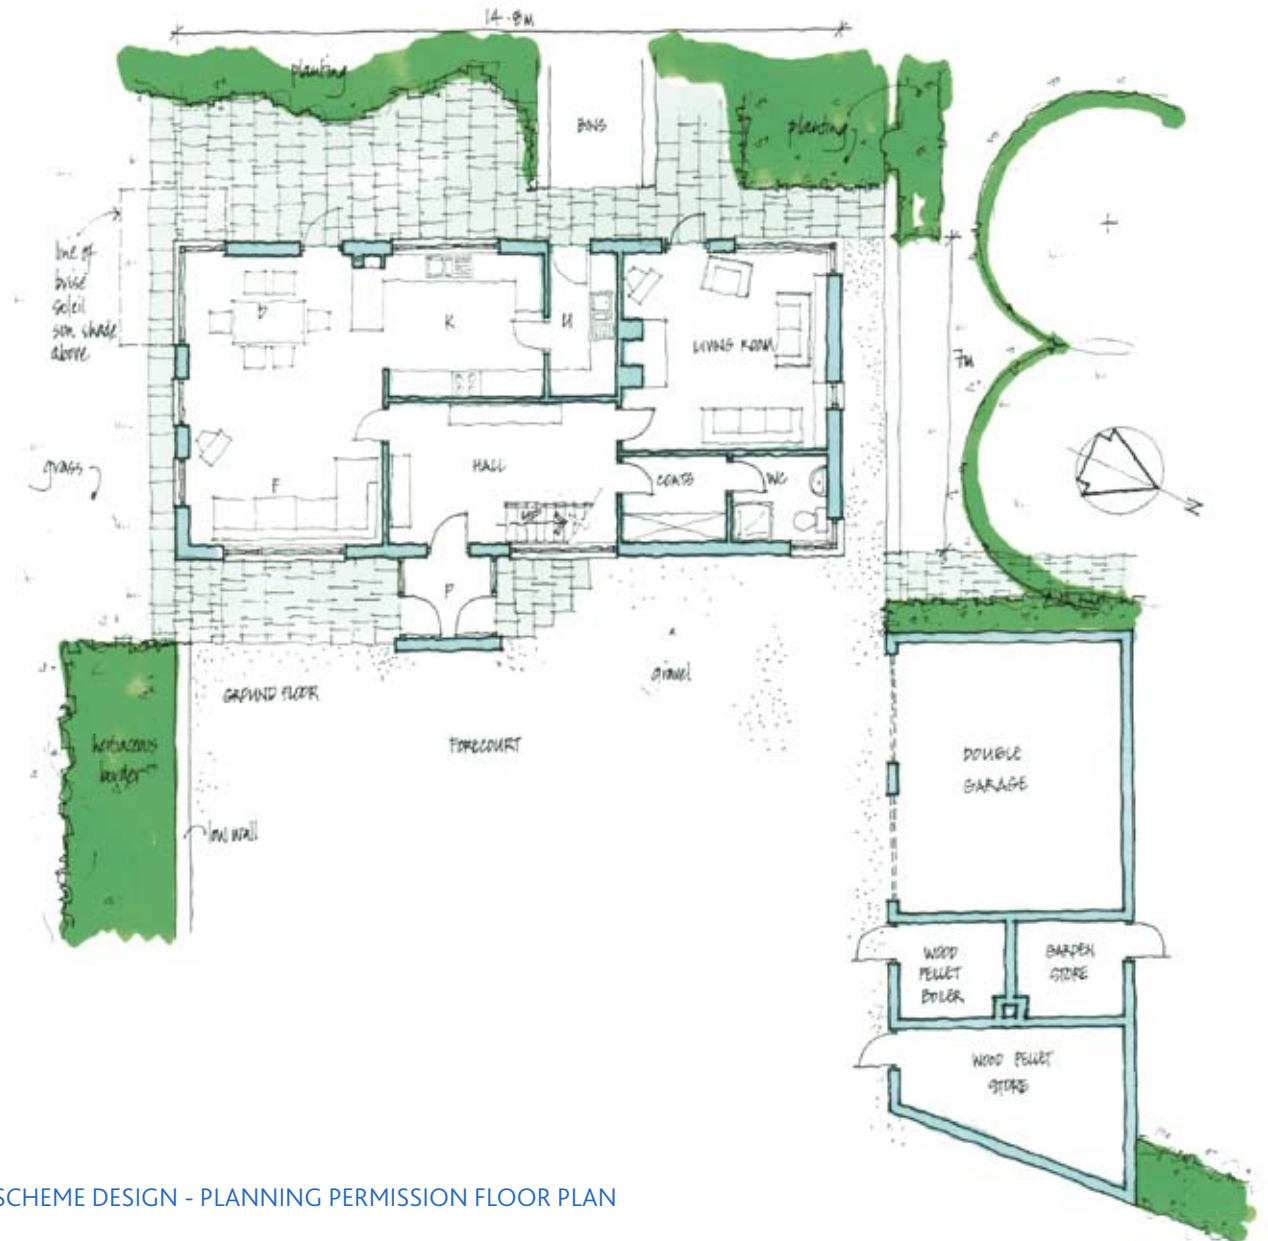 14.8M
planting
BINS
planting
line of
brise
soleil
sun shade
above
D
K
U
LIVING ROOM
7m
grass
F
HALL
UP
COATS
WC
N
P
GROUND FLOOR
gravel
FORECOURT
herbaceous
border
low wall
DOUBLE
GARAGE
WOOD
PELLET
BOILER
GARDEN
STORE
WOOD PELLET
STORE
SCHEME DESIGN - PLANNING PERMISSION FLOOR PLAN